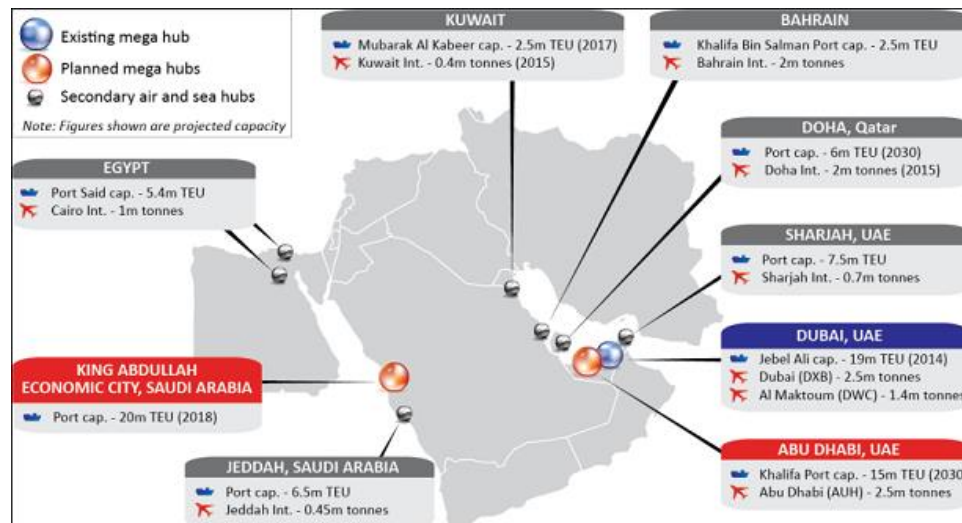 Existing mega hub
Planned mega hubs
Secondary air and sea hubs
Note: Figures shown are projected capacity
KUWAIT
Mubarak Al Kabeer cap. - 2.5m TEU (2017)
Kuwait Int. - 0.4m tonnes (2015)
BAHRAIN
Khalifa Bin Salman Port cap. - 2.5m TEU
Bahrain Int. - 2m tonnes
DOHA, Qatar
Port cap. - 6m TEU (2030)
Doha Int. - 2m tonnes (2015)
EGYPT
Port Said cap. - 5.4m TEU
Cairo Int. - 1m tonnes
SHARJAH, UAE
Port cap. - 7.5m TEU
Sharjah Int. - 0.7m tonnes
DUBAI, UAE
Jebel Ali cap. - 19m TEU (2014)
Dubai (DXB) - 2.5m tonnes
Al Maktoum (DWC) - 1.4m tonnes
KING ABDULLAH
ECONOMIC CITY, SAUDI ARABIA
Port cap. - 20m TEU (2018)
ABU DHABI, UAE
Khalifa Port cap. - 15m TEU (2030
Abu Dhabi (AUH) - 2.5m tonnes
JEDDAH, SAUDI ARABIA
Port cap. - 6.5m TEU
Jeddah Int. - 0.45m tonnes